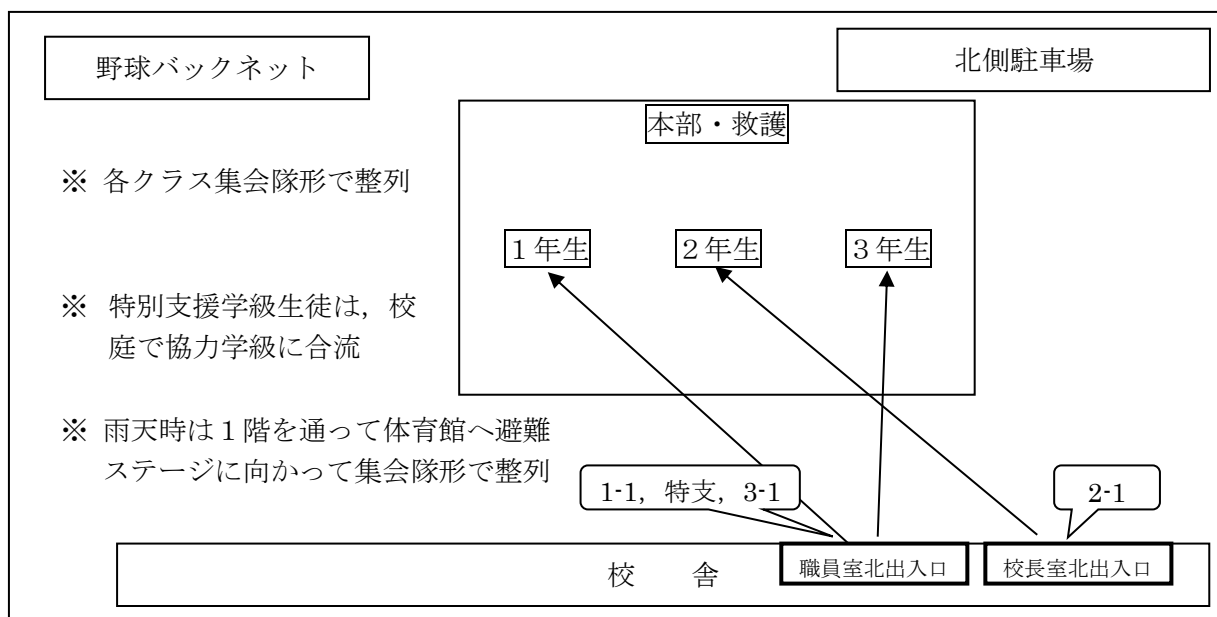 野球バックネット
北側駐車場
本部・救護
※ 各クラス集会隊形で整列
１年生
２年生
３年生
※ 特別支援学級生徒は，校
庭で協力学級に合流
※ 雨天時は１階を通って体育館へ避難
ステージに向かって集会隊形で整列
1-1，特支，3-1
2-1
校　　舎
職員室北出入口
校長室北出入口